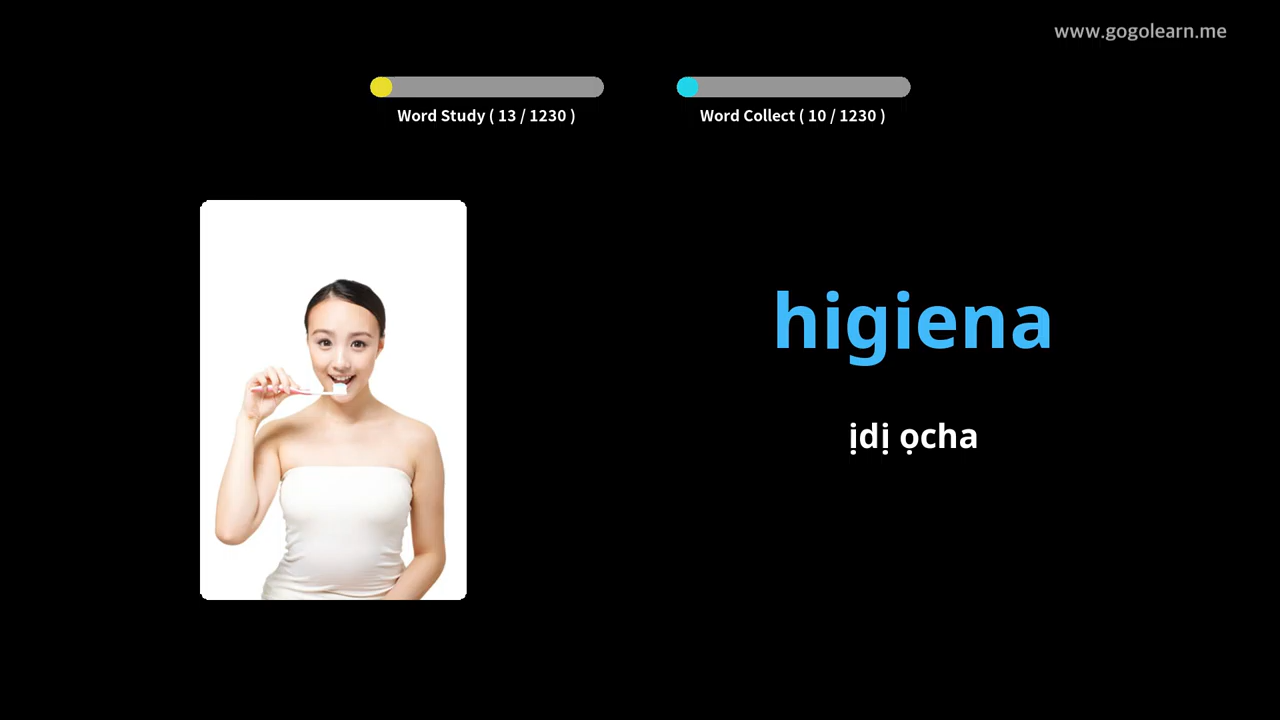 www.gogolearn.me
Word Study ( 13 / 1230 )
Word Collect ( 10 / 1230 )
higiena
ịdị ọcha